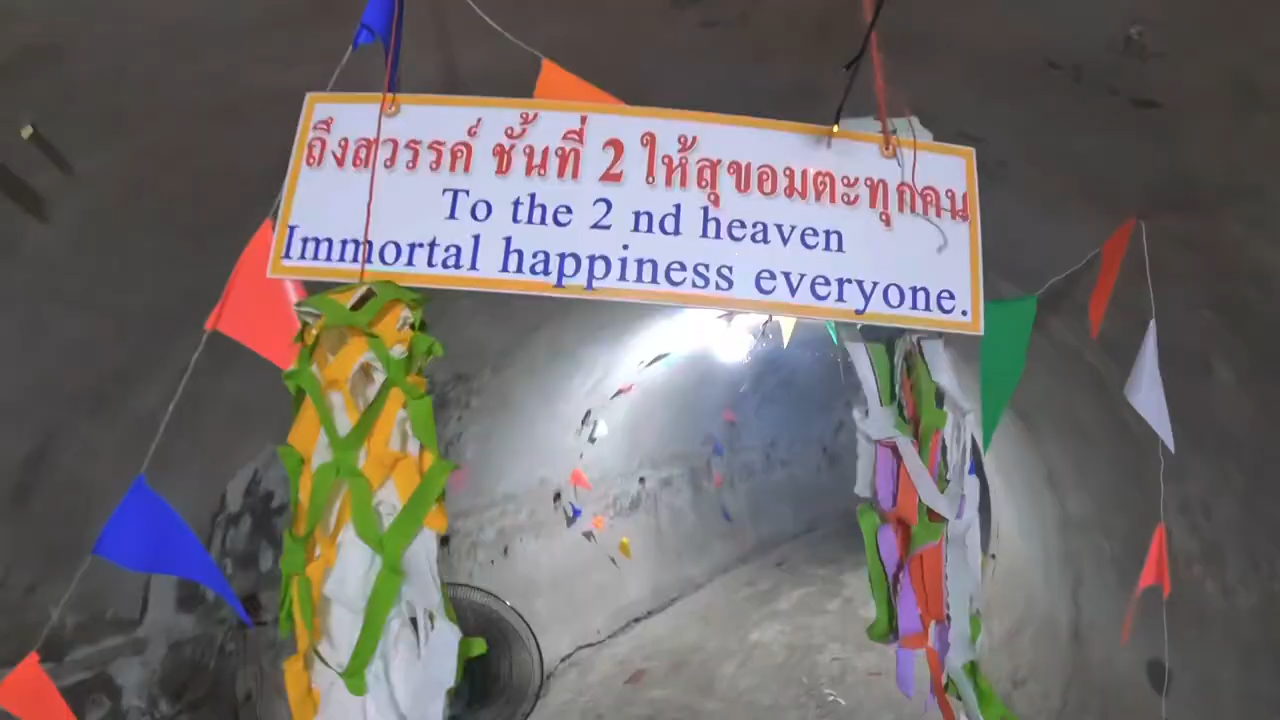 ถึงสวรรค์ ชั้นที่ 2 ให้สุขอมตะทุกคน
To the 2 nd heaven
Immortal happiness everyone.